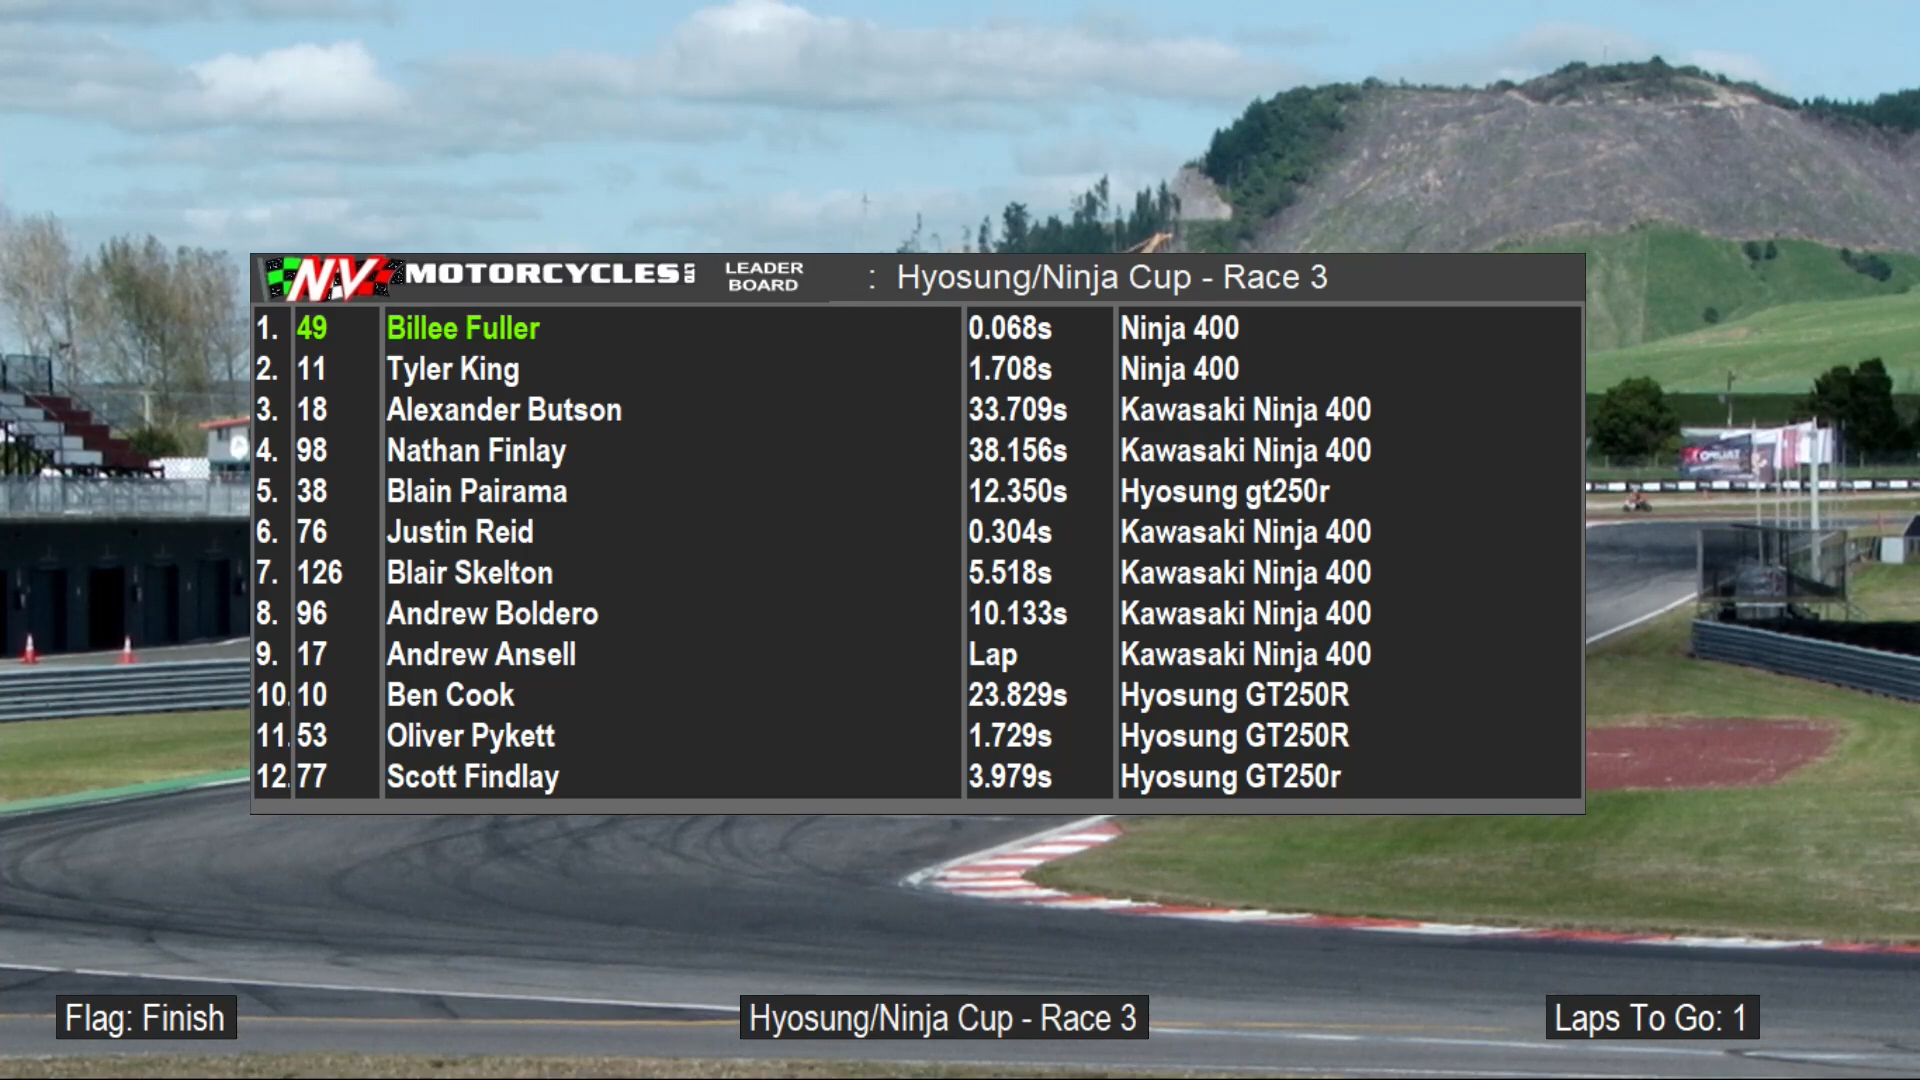 NV MOTORCYCLES LTD LEADER BOARD : Hyosung/Ninja Cup - Race 3
1. 49 Billee Fuller 0.068s Ninja 400
2. 11 Tyler King 1.708s Ninja 400
3. 18 Alexander Butson 33.709s Kawasaki Ninja 400
4. 98 Nathan Finlay 38.156s Kawasaki Ninja 400
5. 38 Blain Pairama 12.350s Hyosung gt250r
6. 76 Justin Reid 0.304s Kawasaki Ninja 400
7. 126 Blair Skelton 5.518s Kawasaki Ninja 400
8. 96 Andrew Boldero 10.133s Kawasaki Ninja 400
9. 17 Andrew Ansell Lap Kawasaki Ninja 400
10. 10 Ben Cook 23.829s Hyosung GT250R
11. 53 Oliver Pykett 1.729s Hyosung GT250R
12. 77 Scott Findlay 3.979s Hyosung GT250r
Flag: Finish Hyosung/Ninja Cup - Race 3 Laps To Go: 1